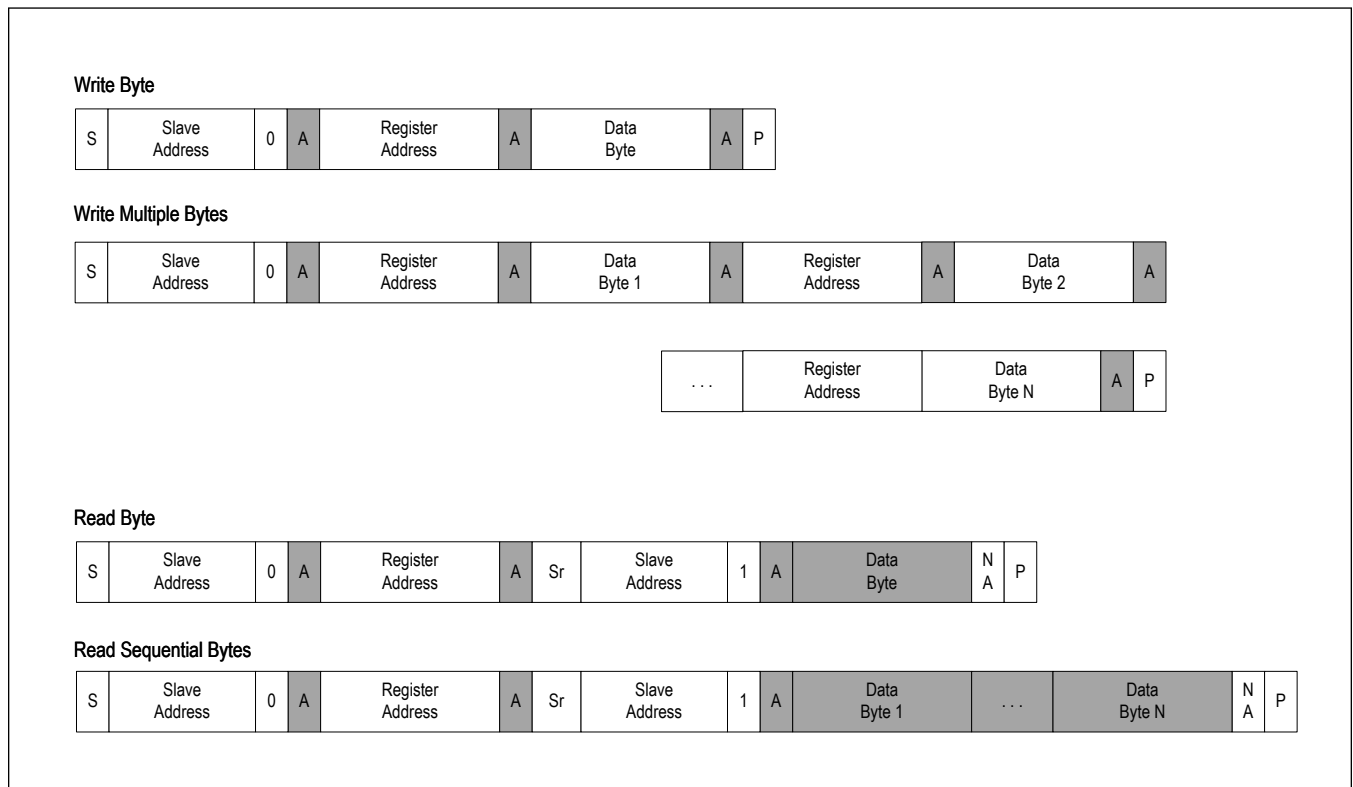 Write Byte
S Slave Address 0 A Register Address A Data Byte A P
Write Multiple Bytes
S Slave Address 0 A Register Address A Data Byte 1 A Register Address A Data Byte 2 A
. . . Register Address Data Byte N A P
Read Byte
S Slave Address 0 A Register Address A Sr Slave Address 1 A Data Byte N A P
Read Sequential Bytes
S Slave Address 0 A Register Address A Sr Slave Address 1 A Data Byte 1 . . . Data Byte N N A P